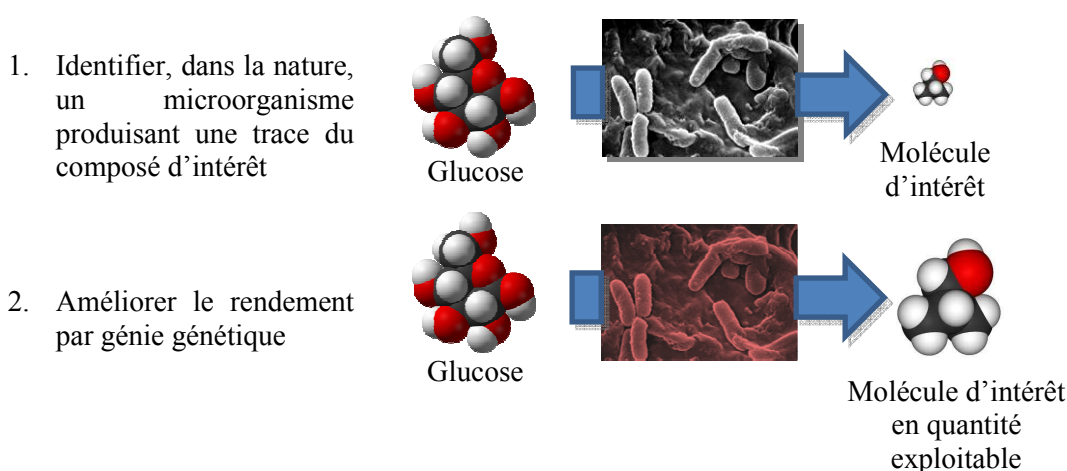 1. Identifier, dans la nature,
un microorganisme
produisant une trace du
composé d'intérêt
Glucose
Molécule
d'intérêt
2. Améliorer le rendement
par génie génétique
Glucose
Molécule d'intérêt
en quantité
exploitable